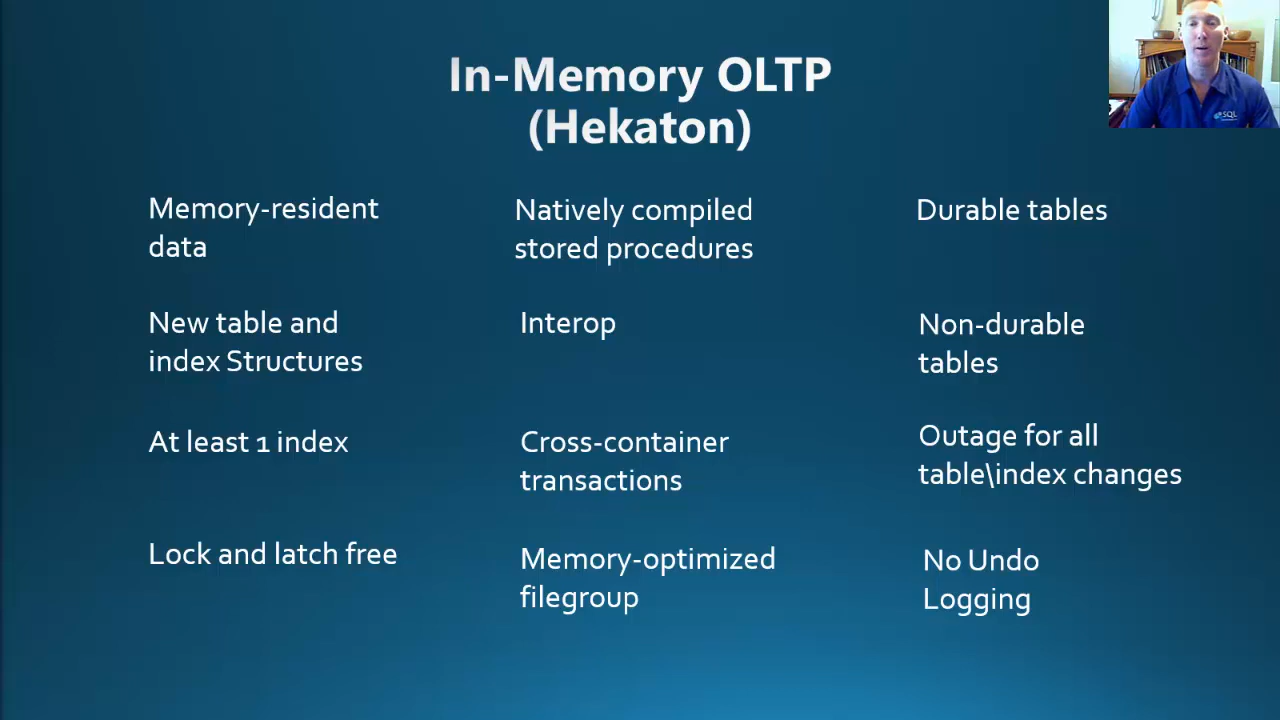 In-Memory OLTP
(Hekaton)
Memory-resident
data
Natively compiled
stored procedures
Durable tables
New table and
index Structures
Interop
Non-durable
tables
At least 1 index
Cross-container
transactions
Outage for all
table\index changes
Lock and latch free
Memory-optimized
filegroup
No Undo
Logging
SQL